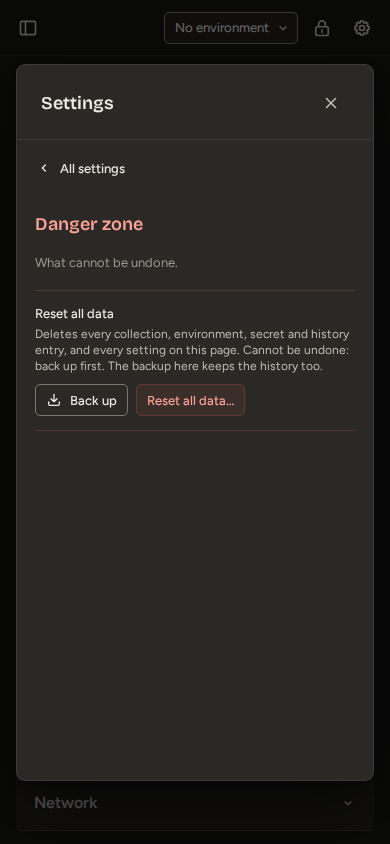 No environment
Settings
All settings
Danger zone
What cannot be undone.
Reset all data
Deletes every collection, environment, secret and history
entry, and every setting on this page. Cannot be undone:
back up first. The backup here keeps the history too.
Back up
Reset all data...
Network